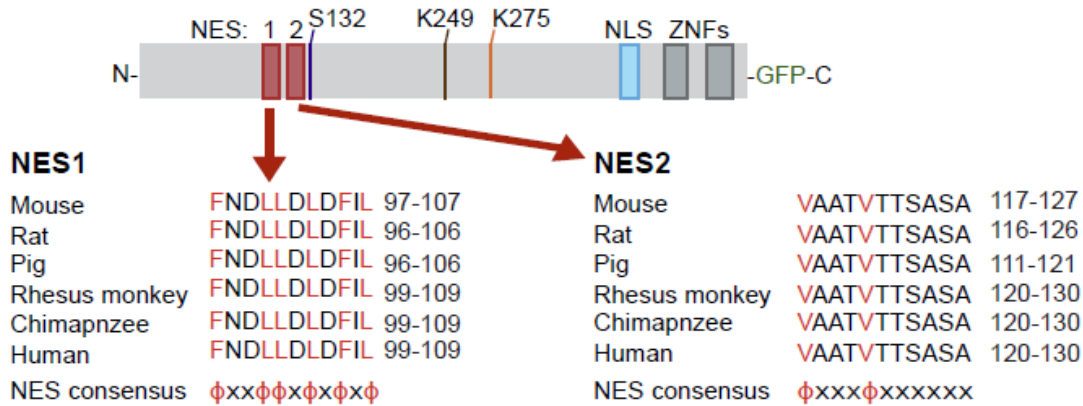 NES: 1 2 S132 K249 K275 NLS ZNFs
N- -GFP-C
NES1
Mouse FNDLLDLDFIL 97-107
Rat FNDLLDLDFIL 96-106
Pig FNDLLDLDFIL 96-106
Rhesus monkey FNDLLDLDFIL 99-109
Chimapnzee FNDLLDLDFIL 99-109
Human FNDLLDLDFIL 99-109
NES consensus ϕxxϕϕxϕxϕxϕ
NES2
Mouse VAATVTTSASA 117-127
Rat VAATVTTSASA 116-126
Pig VAATVTTSASA 111-121
Rhesus monkey VAATVTTSASA 120-130
Chimapnzee VAATVTTSASA 120-130
Human VAATVTTSASA 120-130
NES consensus ϕxxxϕxxxxxx